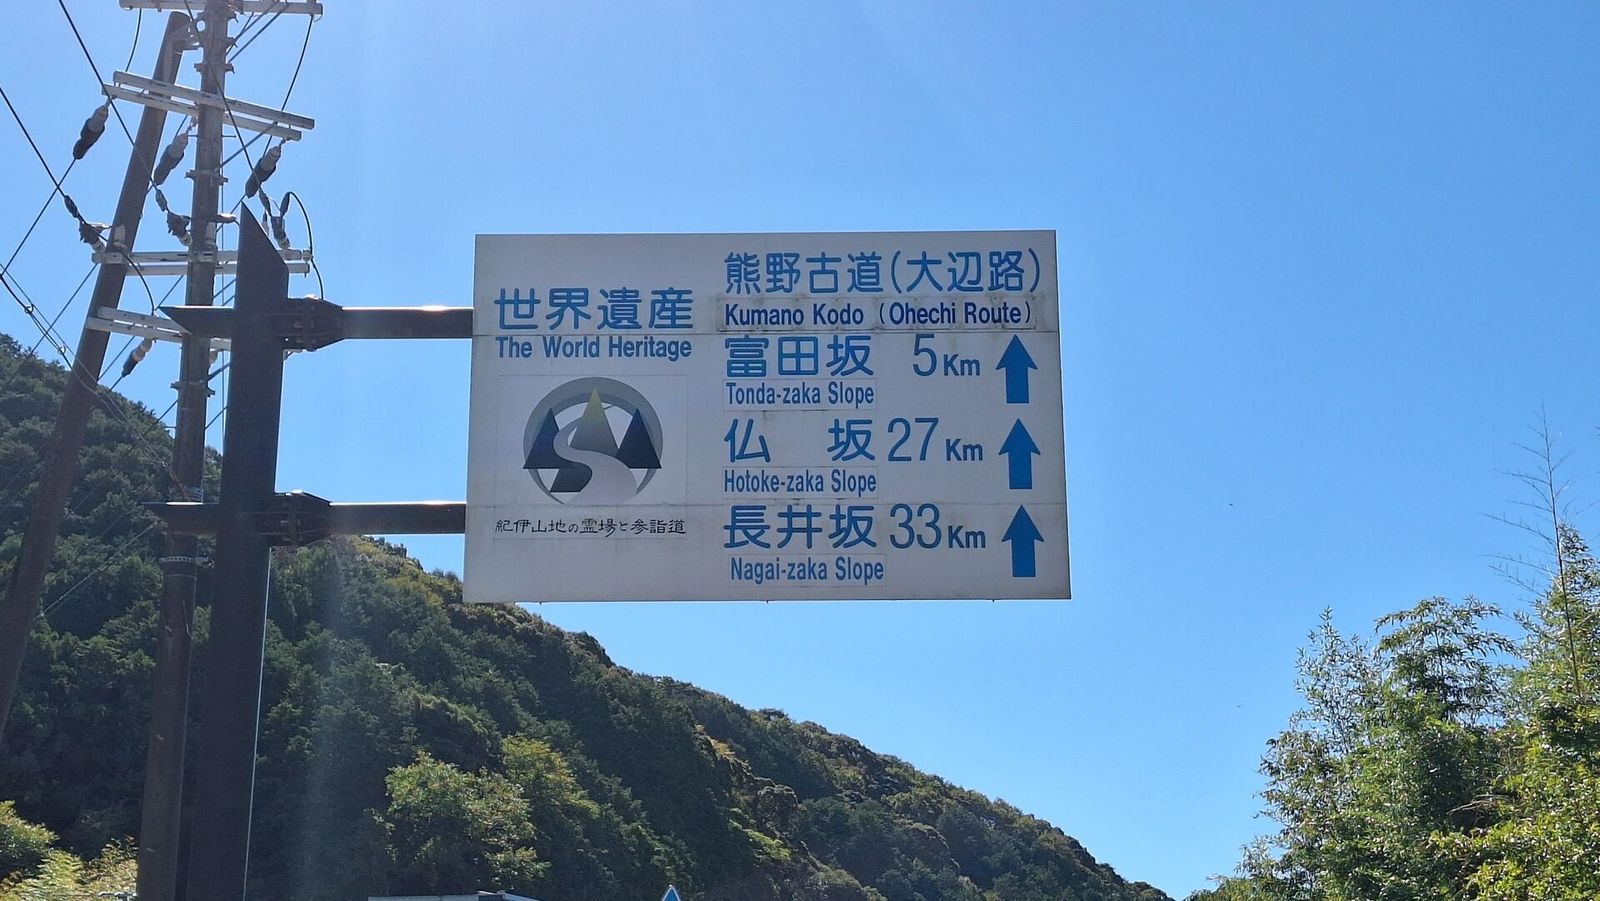 世界遺産
The World Heritage
紀伊山地の霊場と参詣道
熊野古道(大辺路)
Kumano Kodo (Ohechi Route)
富田坂 5Km
Tonda-zaka Slope
仏 坂 27Km
Hotoke-zaka Slope
長井坂 33Km
Nagai-zaka Slope